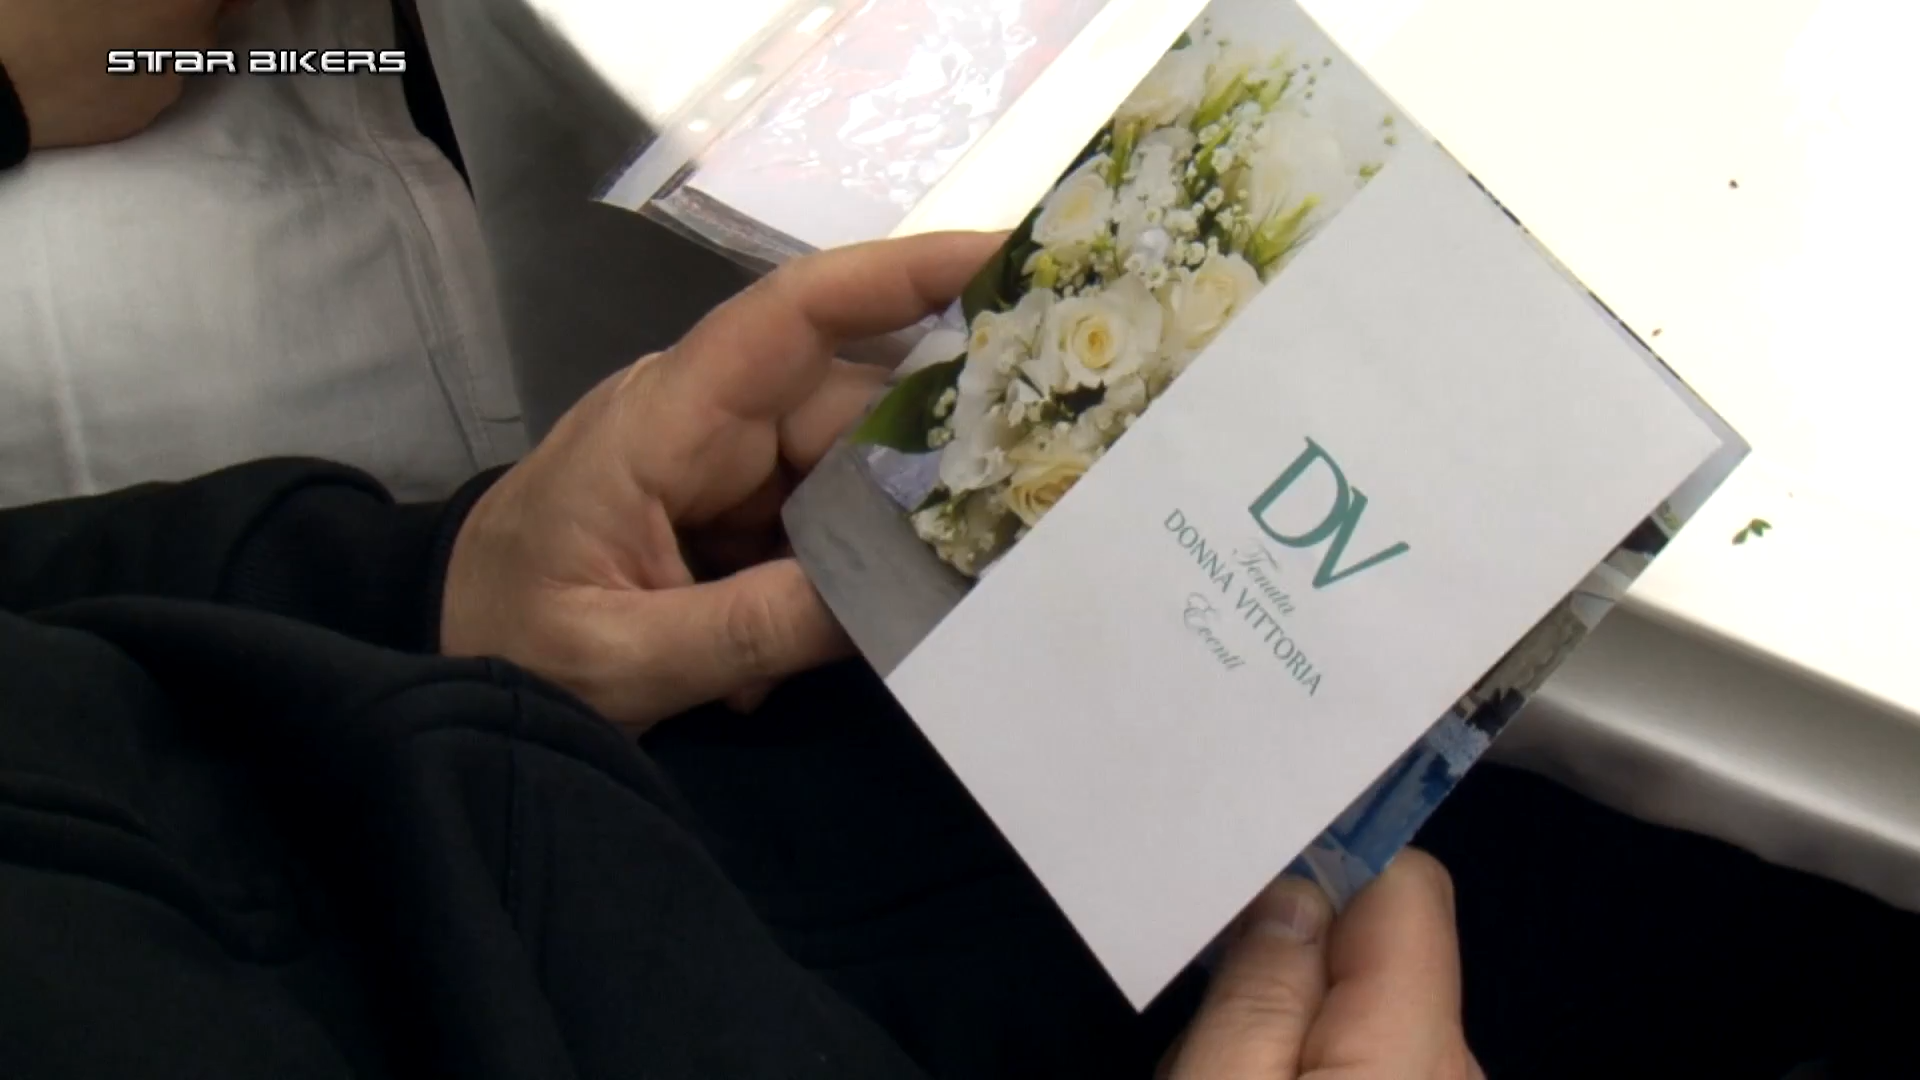 STAR BIKERS
DV
Tenuta
DONNA VITTORIA
Eventi